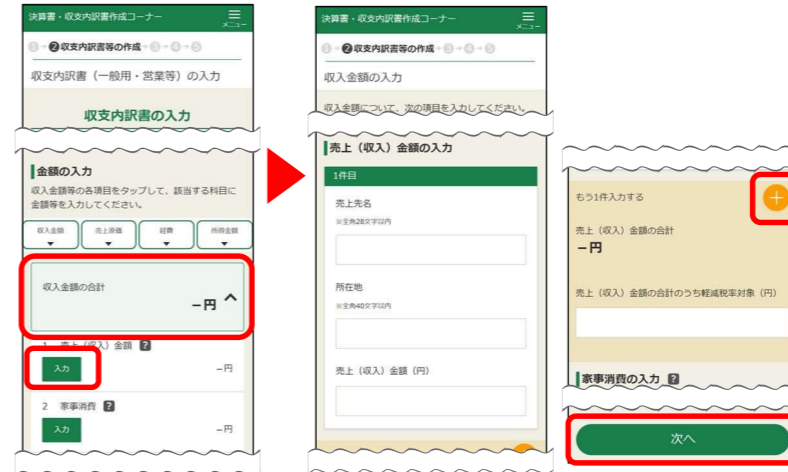 決算書・収支内訳書作成コーナー
メニュー
1 2収支内訳書等の作成 3 4 5
収支内訳書（一般用・営業等）の入力
収支内訳書の入力
金額の入力
収入金額等の各項目をタップして、該当する科目に
金額等を入力してください。
収入金額 売上原価 経費 所得金額
収入金額の合計
－円
1 売上（収入）金額 ?
入力 －円
2 家事消費 ?
入力 －円
決算書・収支内訳書作成コーナー
メニュー
1 2収支内訳書等の作成 3 4 5
収入金額の入力
収入金額について、次の項目を入力してください。
売上（収入）金額の入力
1件目
売上先名
※全角28文字以内
所在地
※全角40文字以内
売上（収入）金額（円）
もう1件入力する
売上（収入）金額の合計
－円
売上（収入）金額の合計のうち軽減税率対象（円）
家事消費の入力 ?
次へ